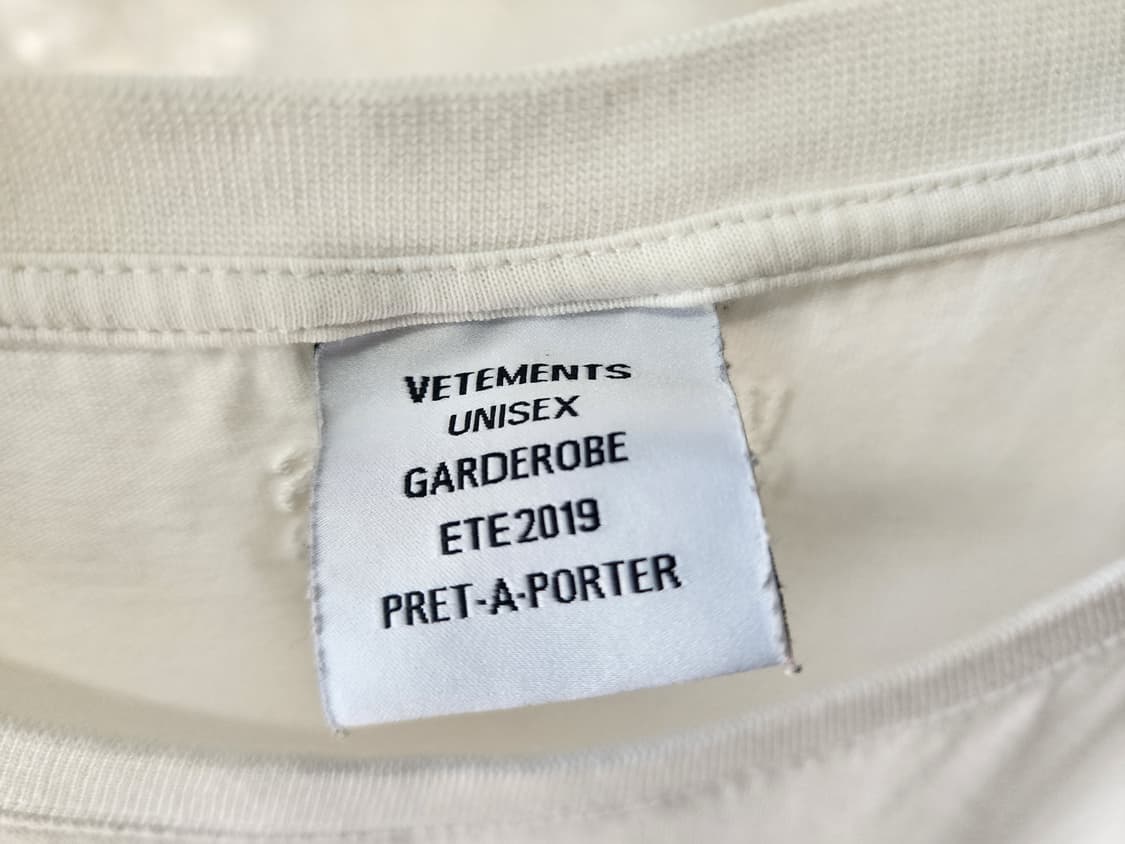 VETEMENTS
UNISEX
GARDEROBE
ETE2019
PRET-A-PORTER